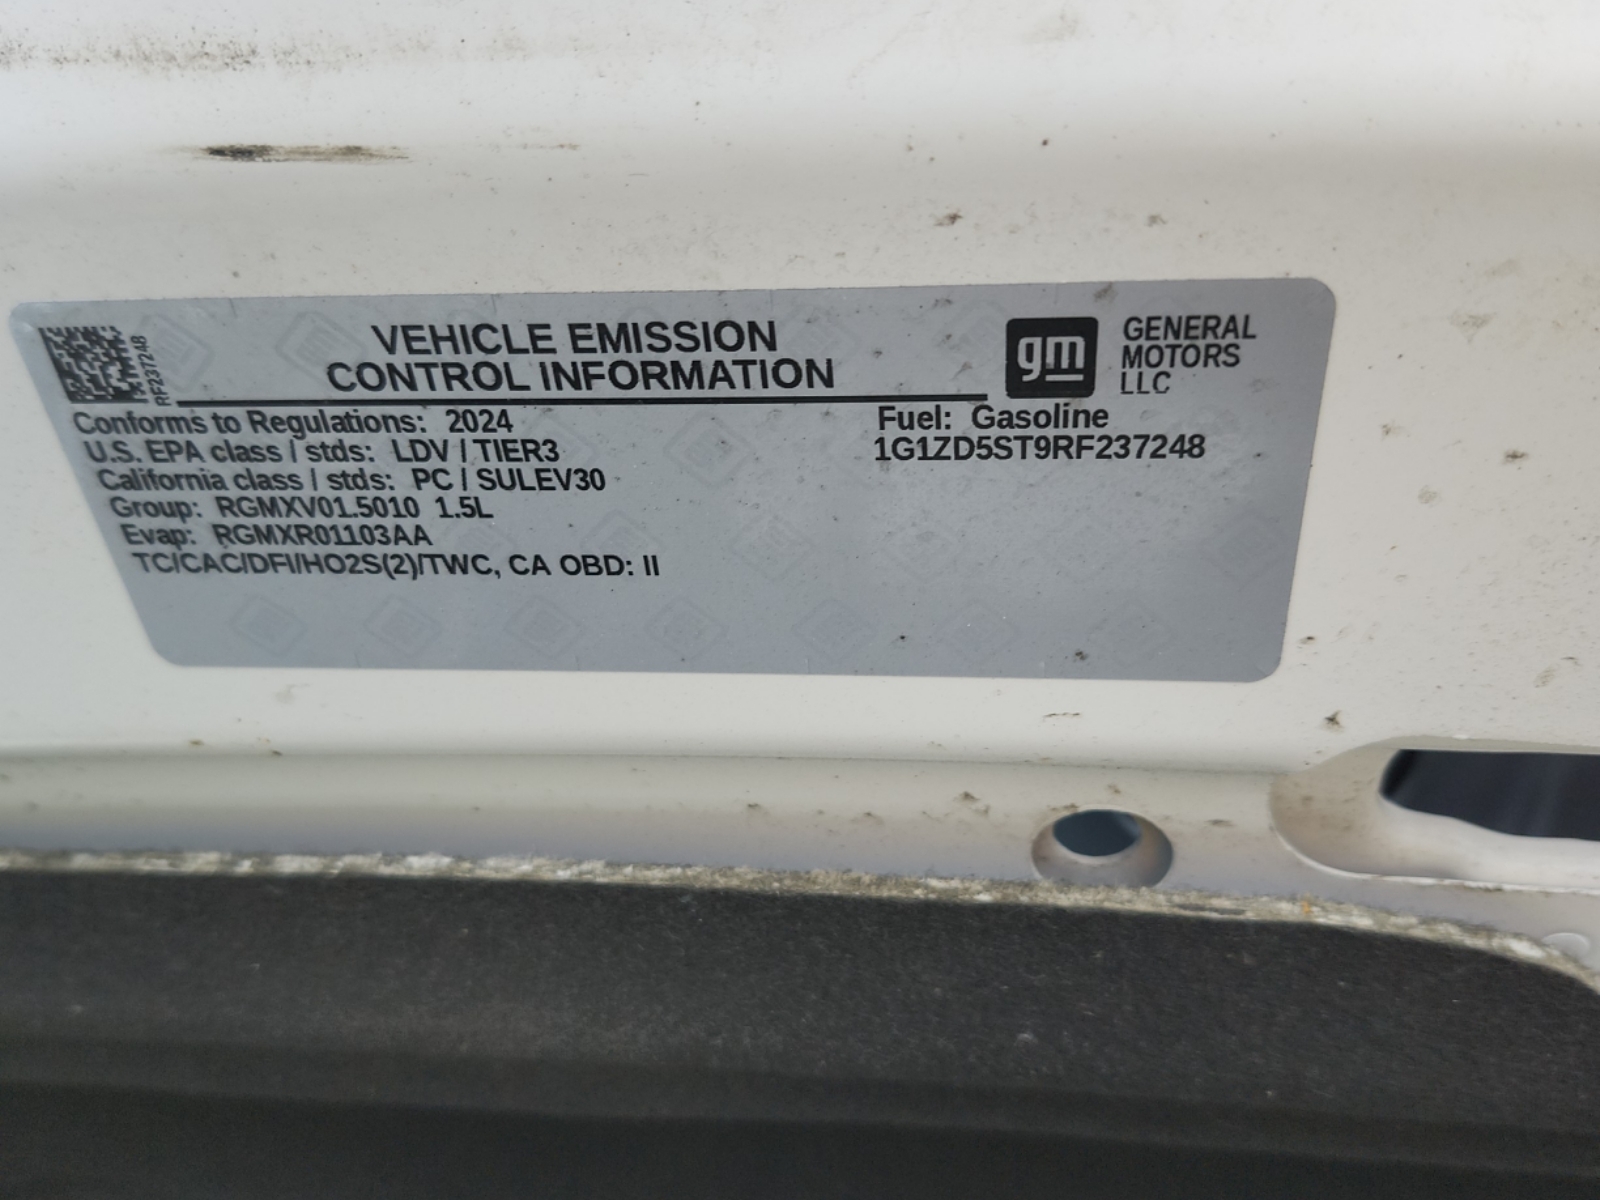 RF237248
VEHICLE EMISSION
CONTROL INFORMATION
gm
GENERAL
MOTORS
LLC
Conforms to Regulations: 2024
U.S. EPA class / stds: LDV / TIER3
California class / stds: PC / SULEV30
Group: RGMXV01.5010 1.5L
Evap: RGMXR01103AA
TC/CAC/DFI/HO2S(2)/TWC, CA OBD: II
Fuel: Gasoline
1G1ZD5ST9RF237248